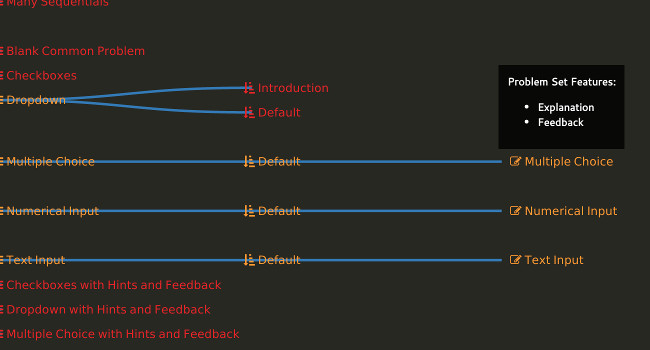 Many Sequentials
Blank Common Problem
Checkboxes
Dropdown
Introduction
Default
Problem Set Features:
• Explanation
• Feedback
Multiple Choice
Default
Multiple Choice
Numerical Input
Default
Numerical Input
Text Input
Default
Text Input
Checkboxes with Hints and Feedback
Dropdown with Hints and Feedback
Multiple Choice with Hints and Feedback